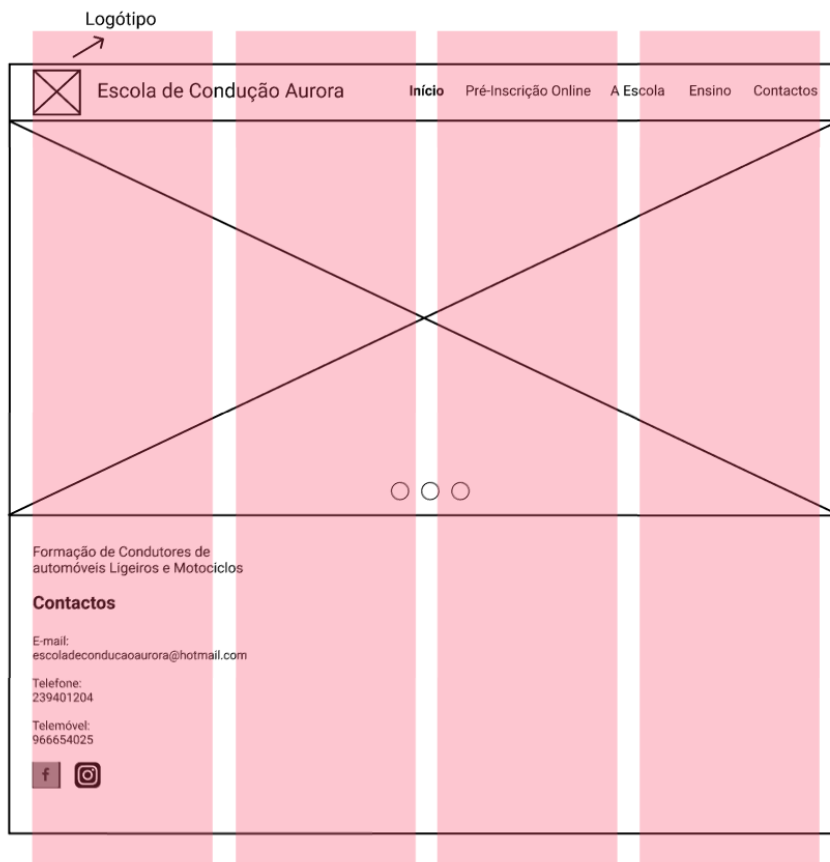 Logótipo
Escola de Condução Aurora
Início Pré-Inscrição Online A Escola Ensino Contactos
Formação de Condutores de
automóveis Ligeiros e Motociclos
Contactos
E-mail:
escoladeconducaoaurora@hotmail.com
Telefone:
239401204
Telemóvel:
966654025
f